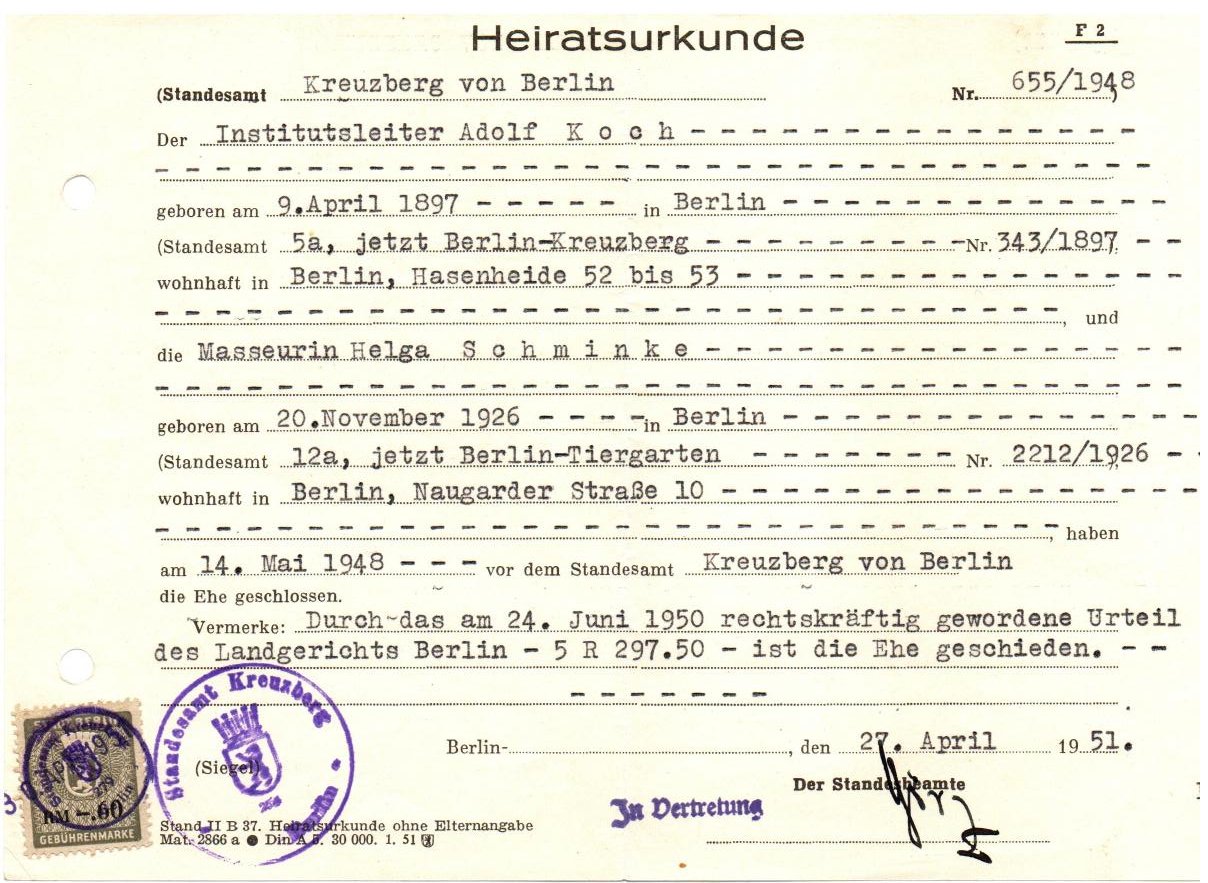 Heiratsurkunde
F 2
(Standesamt Kreuzberg von Berlin Nr. 655/1948)
Der Institutsleiter Adolf K o c h - - - - - - - - - - - - - - -
- - - - - - - - - - - - - - - - - - - - - - - - - - - - - - - - -
geboren am 9.April 1897 - - - - - in Berlin - - - - - - - - - - - - -
(Standesamt 5a, jetzt Berlin-Kreuzberg - - - - - - - - - Nr. 343/1897 - -
wohnhaft in Berlin, Hasenheide 52 bis 53 - - - - - - - - - - - - - - -
- - - - - - - - - - - - - - - - - - - - - - - - - - - - - -, und
die Masseurin Helga S c h m i n k e - - - - - - - - - - - - - - - -
- - - - - - - - - - - - - - - - - - - - - - - - - - - - - - - - - -
geboren am 20.November 1926 - - - - in Berlin - - - - - - - - - - - - - -
(Standesamt 12a, jetzt Berlin-Tiergarten - - - - - - - Nr. 2212/1926 - -
wohnhaft in Berlin, Naugarder Straße 10 - - - - - - - - - - - - - - - -
- - - - - - - - - - - - - - - - - - - - - - - - - - - - - -, haben
am 14. Mai 1948 - - - vor dem Standesamt Kreuzberg von Berlin
die Ehe geschlossen.
Vermerke: Durch das am 24. Juni 1950 rechtskräftig gewordene Urteil
des Landgerichts Berlin - 5 R 297.50 - ist die Ehe geschieden. - -
- - - - - - -
Berlin- , den 27. April 1951.
(Siegel)
Der Standesbeamte
In Vertretung
Stand II B 37. Heiratsurkunde ohne Elternangabe
Mat. 2866 a ● Din A 5. 30 000. 1. 51
Standesamt Kreuzberg
Berlin
RM -.60
GEBÜHRENMARKE